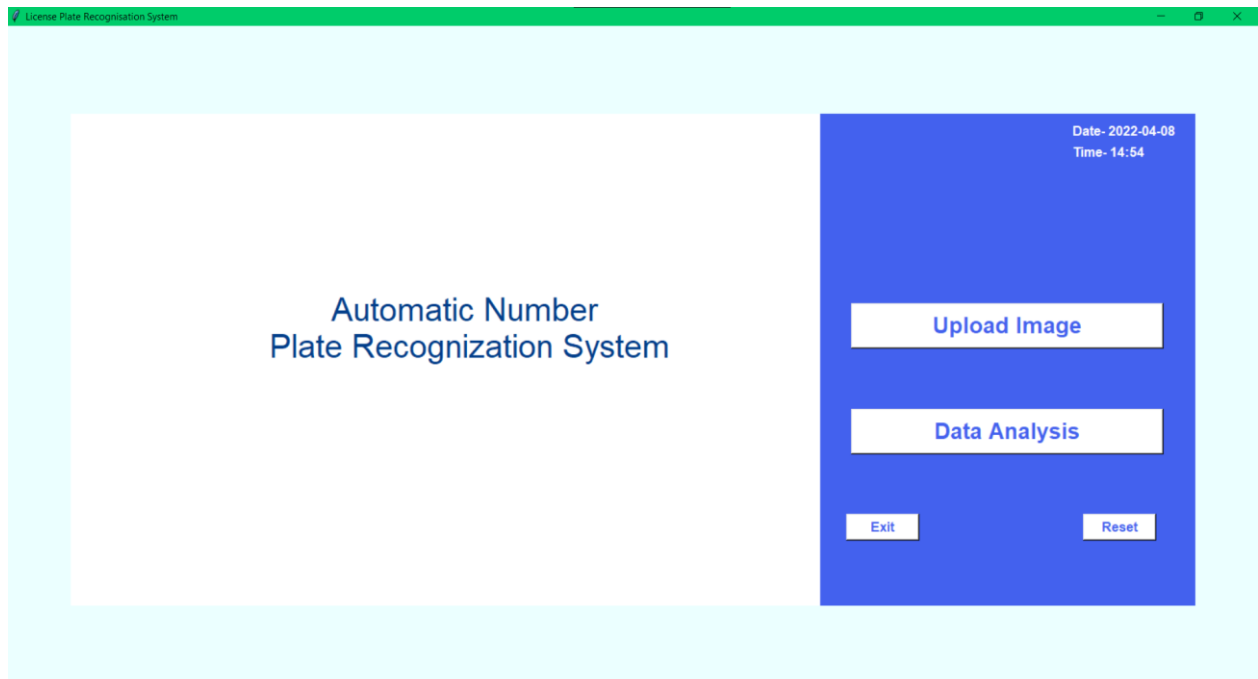 License Plate Recognisation System
Date- 2022-04-08
Time- 14:54
Automatic Number
Plate Recognization System
Upload Image
Data Analysis
Exit
Reset